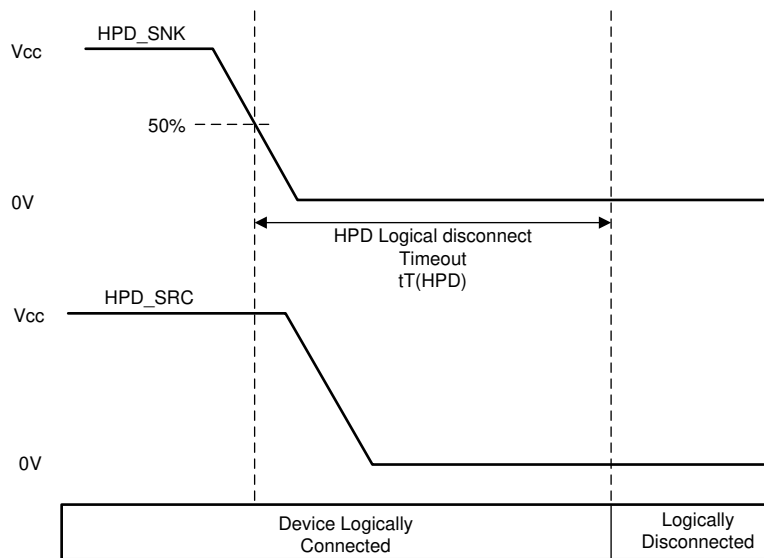 HPD_SNK
Vcc
50%
0V
HPD Logical disconnect
Timeout
tT(HPD)
HPD_SRC
Vcc
0V
Device Logically
Connected
Logically
Disconnected